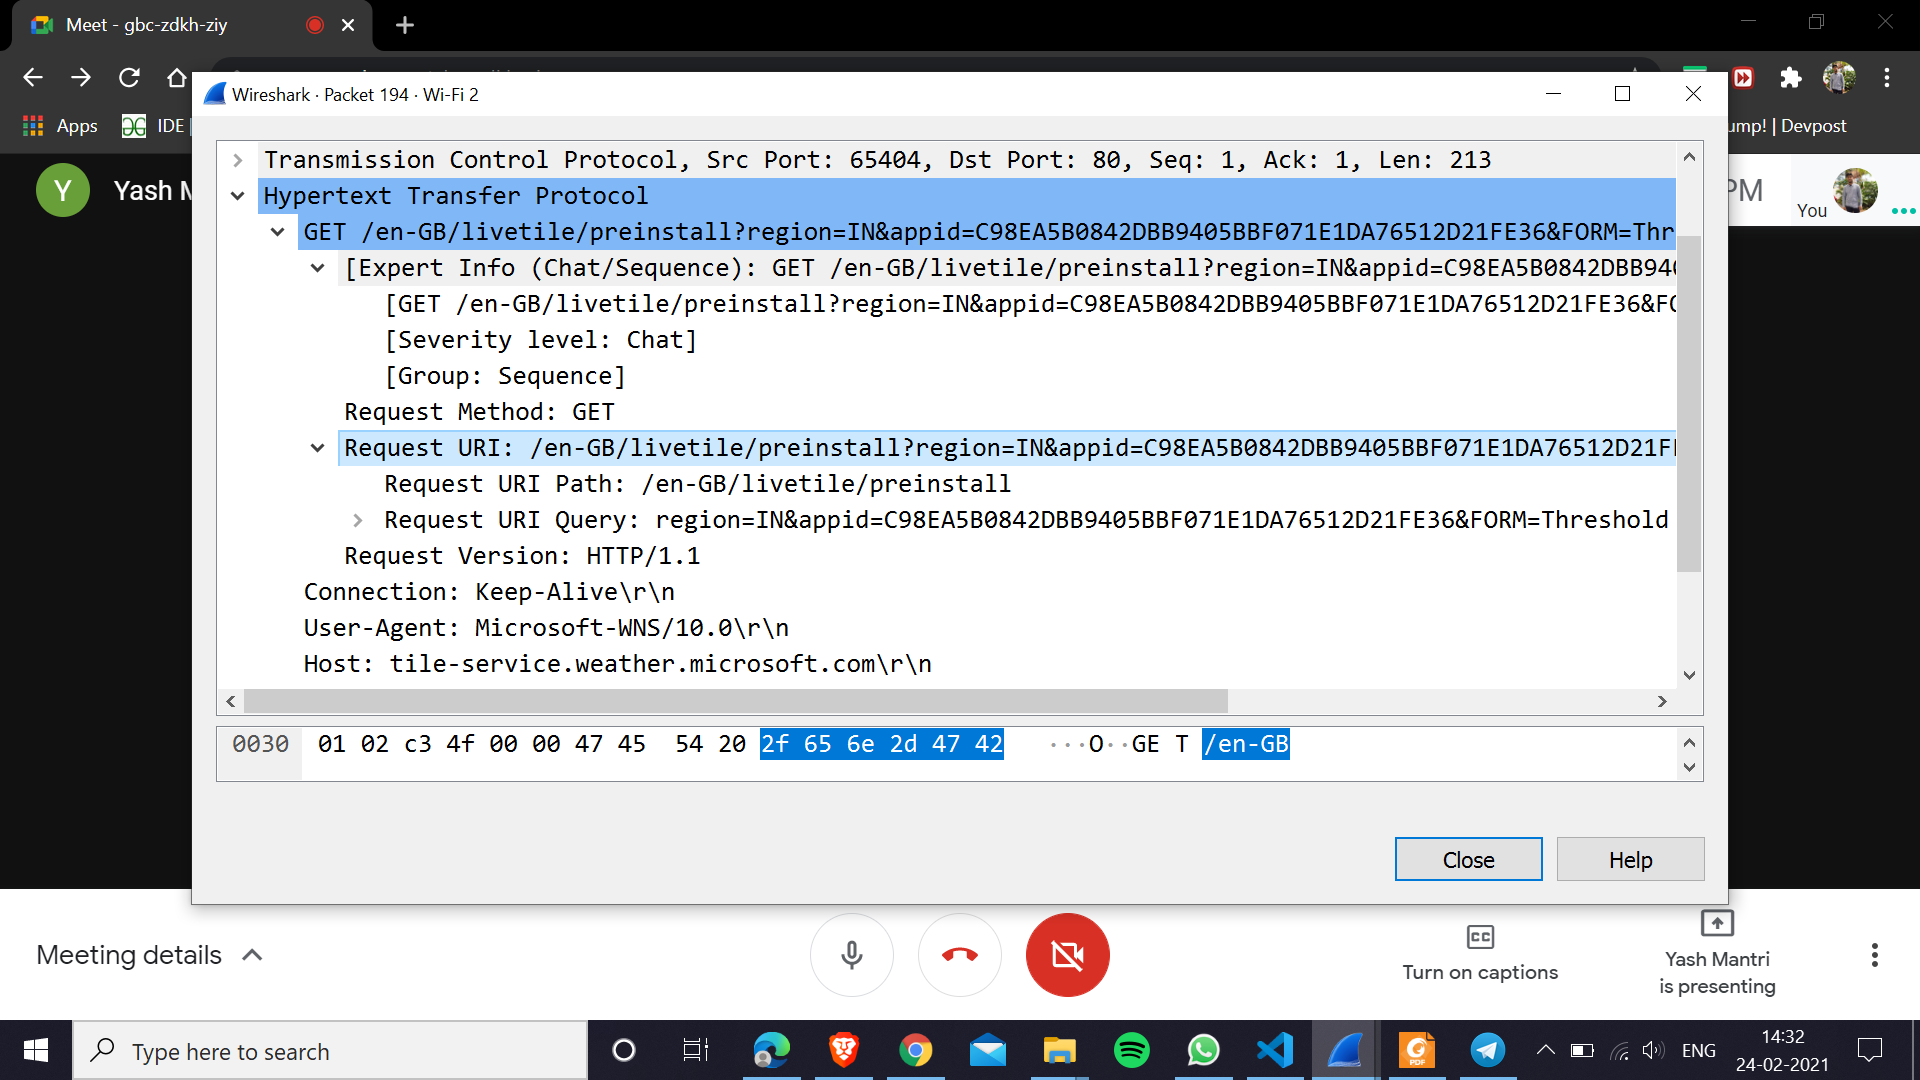 Meet - gbc-zdkh-ziy
Apps
IDE |
ump! | Devpost
Y
Yash M
PM
You
Wireshark · Packet 194 · Wi-Fi 2
Transmission Control Protocol, Src Port: 65404, Dst Port: 80, Seq: 1, Ack: 1, Len: 213
Hypertext Transfer Protocol
GET /en-GB/livetile/preinstall?region=IN&appid=C98EA5B0842DBB9405BBF071E1DA76512D21FE36&FORM=Thr
[Expert Info (Chat/Sequence): GET /en-GB/livetile/preinstall?region=IN&appid=C98EA5B0842DBB940
[GET /en-GB/livetile/preinstall?region=IN&appid=C98EA5B0842DBB9405BBF071E1DA76512D21FE36&FO
[Severity level: Chat]
[Group: Sequence]
Request Method: GET
Request URI: /en-GB/livetile/preinstall?region=IN&appid=C98EA5B0842DBB9405BBF071E1DA76512D21F
Request URI Path: /en-GB/livetile/preinstall
Request URI Query: region=IN&appid=C98EA5B0842DBB9405BBF071E1DA76512D21FE36&FORM=Threshold
Request Version: HTTP/1.1
Connection: Keep-Alive\r\n
User-Agent: Microsoft-WNS/10.0\r\n
Host: tile-service.weather.microsoft.com\r\n
0030 01 02 c3 4f 00 00 47 45 54 20 2f 65 6e 2d 47 42 ···O··GE T /en-GB
Close
Help
Meeting details
Turn on captions
Yash Mantri
is presenting
Type here to search
PDF
ENG
14:32
24-02-2021